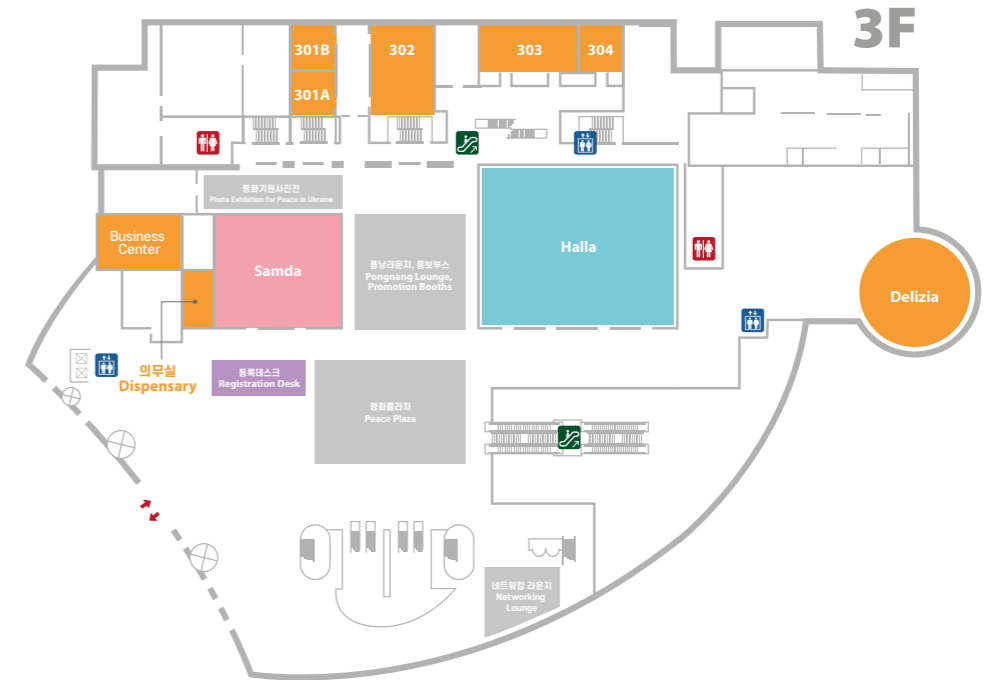 3F
301B
301A
302
303
304
평화기원사진전
Photo Exhibition for Peace in Ukraine
Business
Center
Samda
퐁낭라운지, 홍보부스
Pongnang Lounge,
Promotion Booths
Halla
Delizia
의무실
Dispensary
등록데스크
Registration Desk
평화플라자
Peace Plaza
네트워킹 라운지
Networking
Lounge